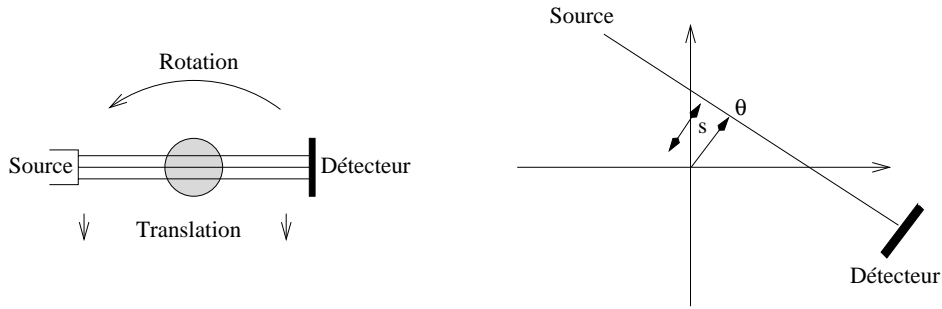 Rotation
Source
Détecteur
Translation
Source
θ
s
Détecteur